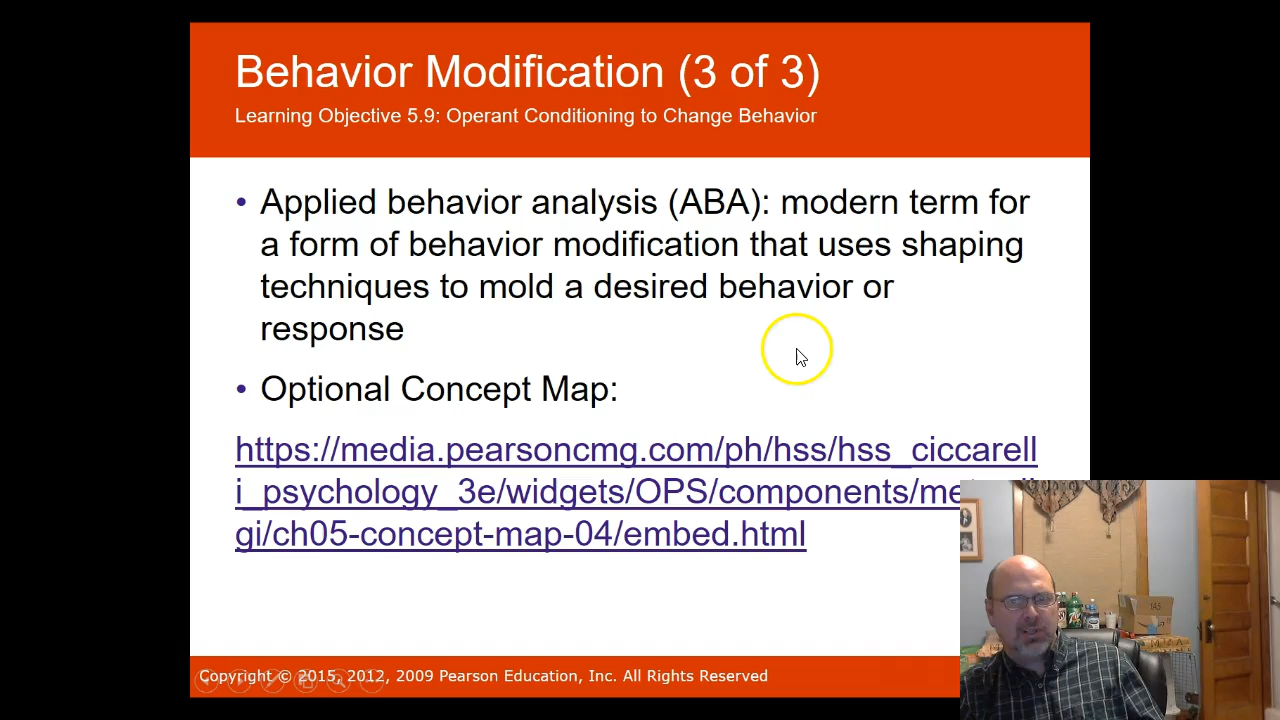 Behavior Modification (3 of 3)
Learning Objective 5.9: Operant Conditioning to Change Behavior
• Applied behavior analysis (ABA): modern term for
a form of behavior modification that uses shaping
techniques to mold a desired behavior or
response
• Optional Concept Map:
https://media.pearsoncmg.com/ph/hss/hss_ciccarell
i_psychology_3e/widgets/OPS/components/me
gi/ch05-concept-map-04/embed.html
Copyright © 2015, 2012, 2009 Pearson Education, Inc. All Rights Reserved